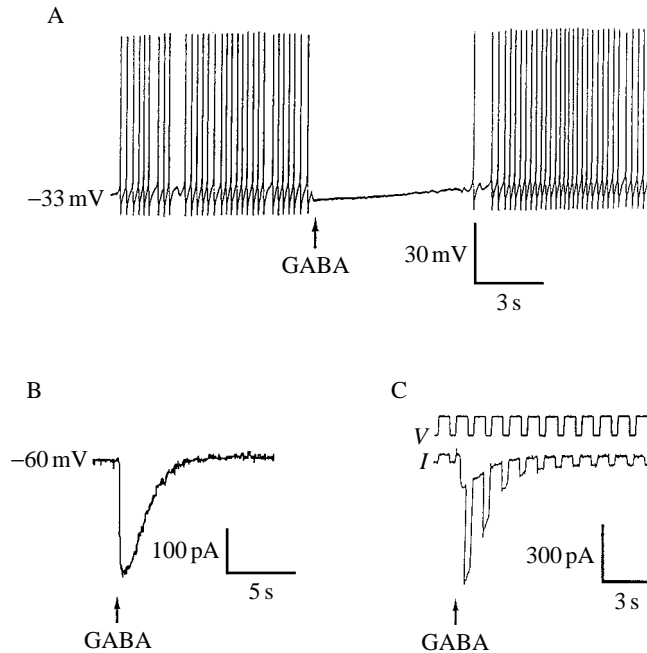 A
−33 mV
GABA
30 mV
3 s
B
C
V
−60 mV
I
100 pA
5 s
300 pA
3 s
GABA
GABA